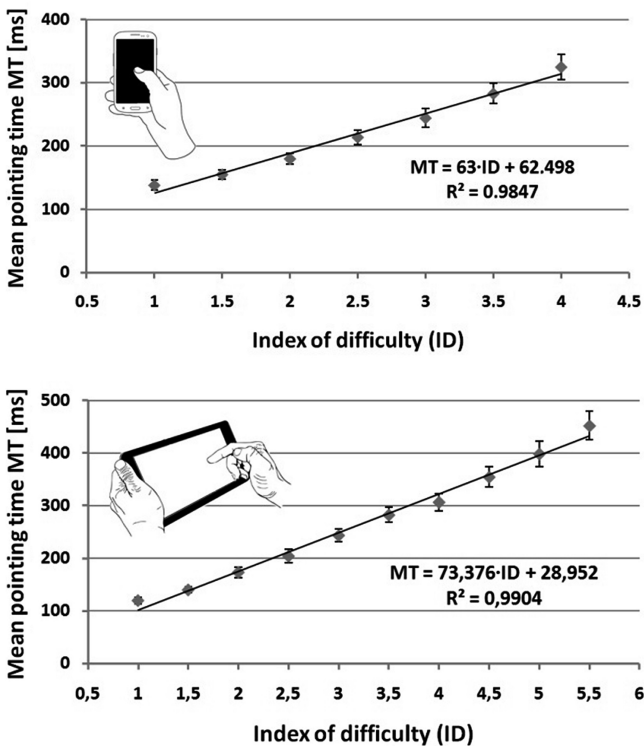 Mean pointing time MT [ms]
400
300
200
100
0
MT = 63·ID + 62.498
R² = 0.9847
0.5 1 1.5 2 2.5 3 3.5 4 4.5
Index of difficulty (ID)
Mean pointing time MT [ms]
500
400
300
200
100
0
MT = 73,376·ID + 28,952
R² = 0,9904
0,5 1 1,5 2 2,5 3 3,5 4 4,5 5 5,5 6
Index of difficulty (ID)